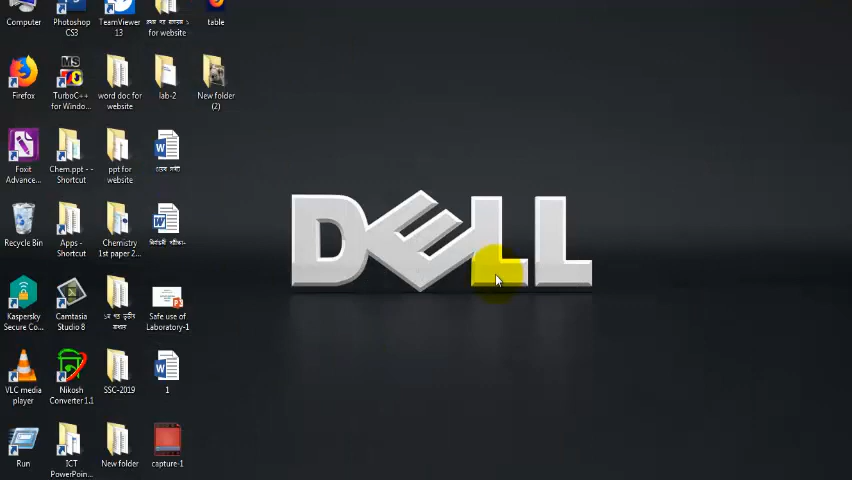 Computer
Photoshop
CS3
TeamViewer
13
for website
table
Firefox
TurboC++
for Windo...
word doc for
website
lab-2
New folder
(2)
Foxit
Advance...
Chem.ppt - -
Shortcut
ppt for
website
Recycle Bin
Apps -
Shortcut
Chemistry
1st paper 2...
DELL
Kaspersky
Secure Co...
Camtasia
Studio 8
Safe use of
Laboratory-1
VLC media
player
Nikosh
Converter 1.1
SSC-2019
1
Run
ICT
PowerPoin...
New folder
capture-1